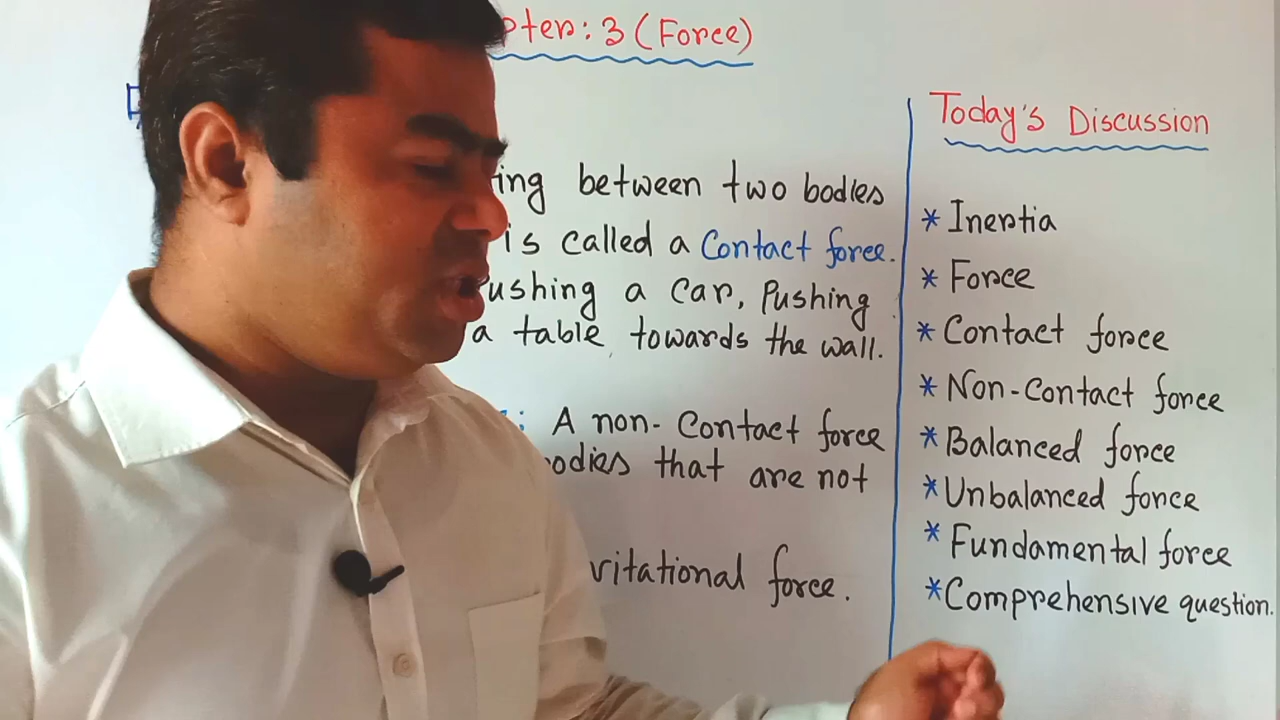 (Force)
ing between two bodies
is called a Contact force.
ushing a car, Pushing
a table towards the wall.
: A non-Contact force
odies that are not
vitational force.
Today's Discussion
* Inertia
* Force
* Contact force
* Non-Contact force
* Balanced force
* Unbalanced force
* Fundamental force
* Comprehensive question.